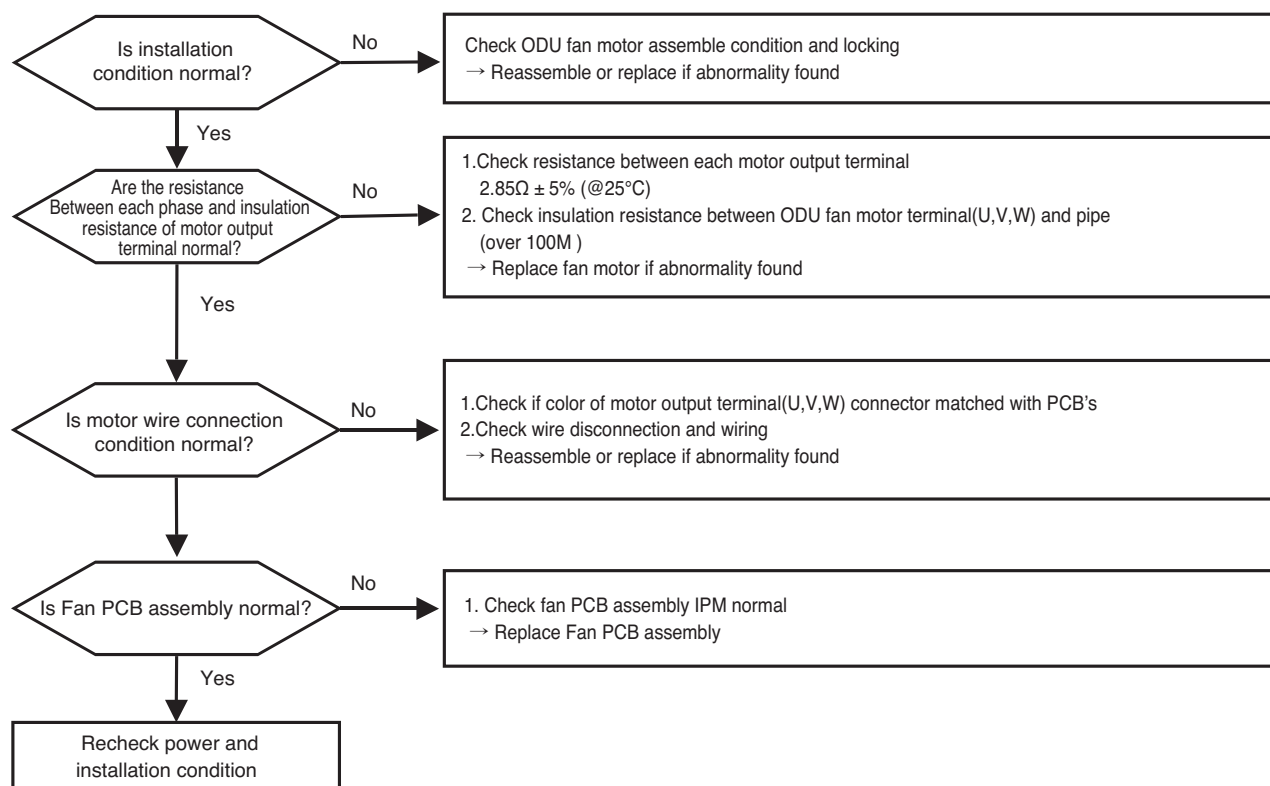 Is installation
condition normal?
No
Check ODU fan motor assemble condition and locking
→ Reassemble or replace if abnormality found
Yes
Are the resistance
Between each phase and insulation
resistance of motor output
terminal normal?
No
1.Check resistance between each motor output terminal
2.85Ω ± 5% (@25°C)
2. Check insulation resistance between ODU fan motor terminal(U,V,W) and pipe
(over 100M )
→ Replace fan motor if abnormality found
Yes
Is motor wire connection
condition normal?
No
1.Check if color of motor output terminal(U,V,W) connector matched with PCB's
2.Check wire disconnection and wiring
→ Reassemble or replace if abnormality found
Is Fan PCB assembly normal?
No
1. Check fan PCB assembly IPM normal
→ Replace Fan PCB assembly
Yes
Recheck power and
installation condition